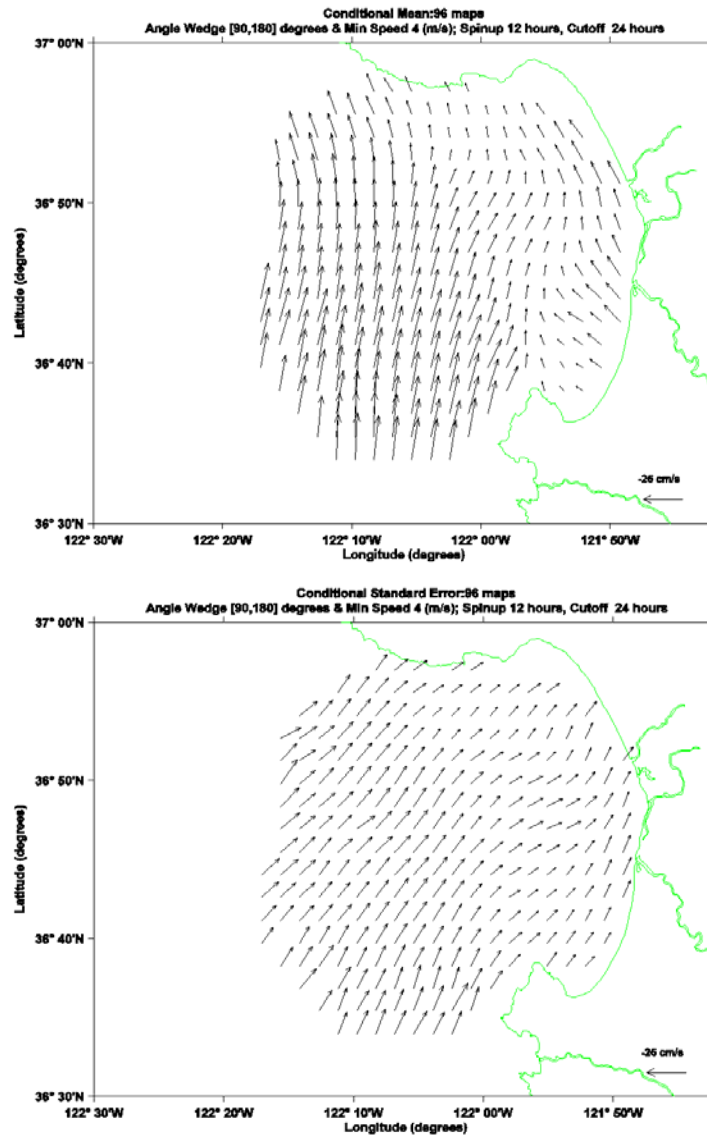 Conditional Mean:96 maps
Angle Wedge [90,180] degrees & Min Speed 4 (m/s); Spinup 12 hours, Cutoff 24 hours
37° 00'N
36° 50'N
36° 40'N
36° 30'N
Latitude (degrees)
-26 cm/s
122° 30'W 122° 20'W 122° 10'W 122° 00'W 121° 50'W
Longitude (degrees)
Conditional Standard Error:96 maps
Angle Wedge [90,180] degrees & Min Speed 4 (m/s); Spinup 12 hours, Cutoff 24 hours
37° 00'N
36° 50'N
36° 40'N
36° 30'N
Latitude (degrees)
-26 cm/s
122° 30'W 122° 20'W 122° 10'W 122° 00'W 121° 50'W
Longitude (degrees)